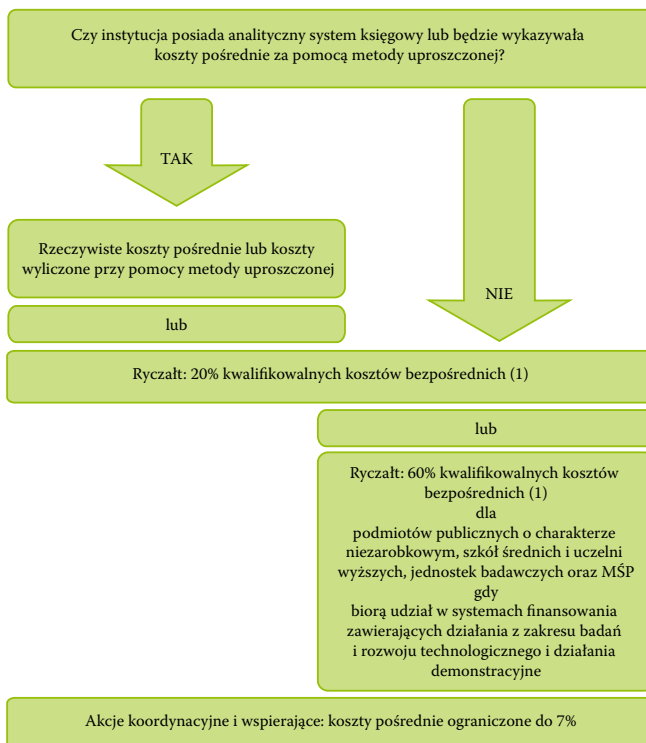 Czy instytucja posiada analityczny system księgowy lub będzie wykazywała
koszty pośrednie za pomocą metody uproszczonej?
TAK
Rzeczywiste koszty pośrednie lub koszty
wyliczone przy pomocy metody uproszczonej
NIE
lub
Ryczałt: 20% kwalifikowalnych kosztów bezpośrednich (1)
lub
Ryczałt: 60% kwalifikowalnych kosztów
bezpośrednich (1)
dla
podmiotów publicznych o charakterze
niezarobkowym, szkół średnich i uczelni
wyższych, jednostek badawczych oraz MŚP
gdy
biorą udział w systemach finansowania
zawierających działania z zakresu badań
i rozwoju technologicznego i działania
demonstracyjne
Akcje koordynacyjne i wspierające: koszty pośrednie ograniczone do 7%